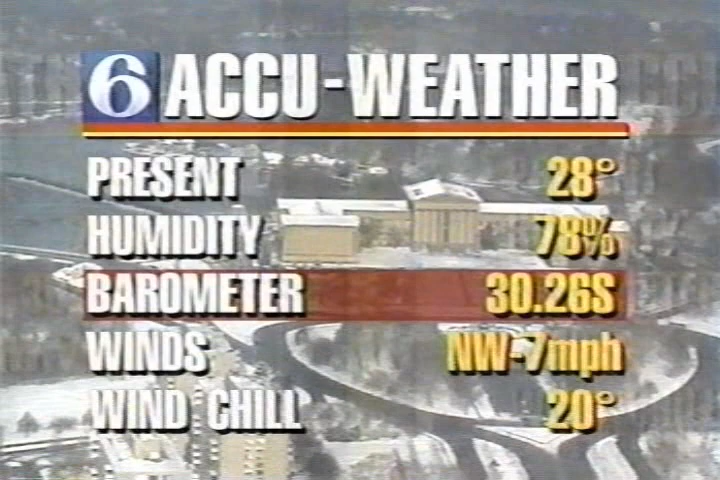 6 ACCU-WEATHER
PRESENT 28°
HUMIDITY 78%
BAROMETER 30.26S
WINDS NW-7mph
WIND CHILL 20°